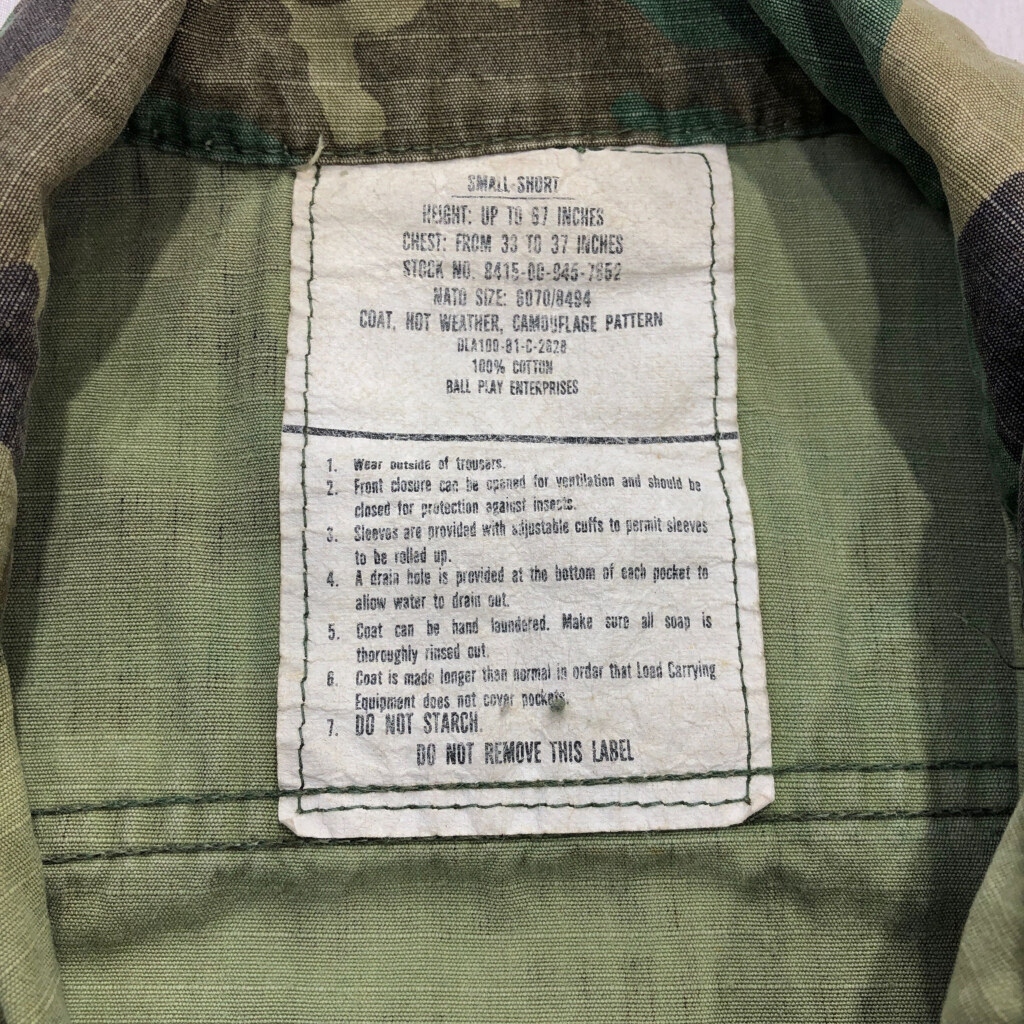 SMALL-SHORT
HEIGHT: UP TO 67 INCHES
CHEST: FROM 33 TO 37 INCHES
STOCK NO. 8415-00-945-7852
NATO SIZE: 6070/8494
COAT, HOT WEATHER, CAMOUFLAGE PATTERN
DLA100-81-C-2828
100% COTTON
BALL PLAY ENTERPRISES
1. Wear outside of trousers.
2. Front closure can be opened for ventilation and should be
closed for protection against insects.
3. Sleeves are provided with adjustable cuffs to permit sleeves
to be rolled up.
4. A drain hole is provided at the bottom of each pocket to
allow water to drain out.
5. Coat can be hand laundered. Make sure all soap is
thoroughly rinsed out.
6. Coat is made longer than normal in order that Load Carrying
Equipment does not cover pockets.
7. DO NOT STARCH.
DO NOT REMOVE THIS LABEL